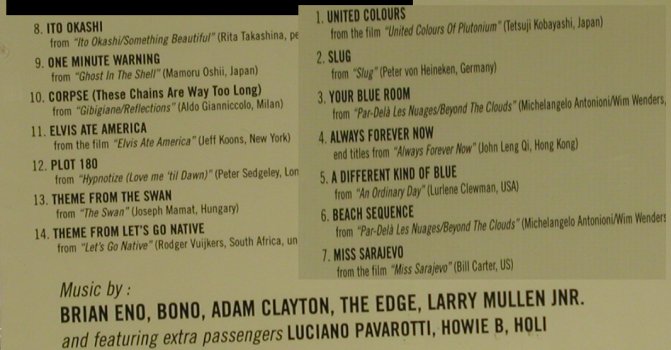 1. UNITED COLOURS
from the film "United Colours Of Plutonium" (Tetsuji Kobayashi, Japan)
2. SLUG
from "Slug" (Peter von Heineken, Germany)
3. YOUR BLUE ROOM
from "Par-Delà Les Nuages/Beyond The Clouds" (Michelangelo Antonioni/Wim Wenders,
4. ALWAYS FOREVER NOW
end titles from "Always Forever Now" (John Leng Qi, Hong Kong)
5. A DIFFERENT KIND OF BLUE
from "An Ordinary Day" (Lurlene Clewman, USA)
6. BEACH SEQUENCE
from "Par-Delà Les Nuages/Beyond The Clouds" (Michelangelo Antonioni/Wim Wenders
7. MISS SARAJEVO
from the film "Miss Sarajevo" (Bill Carter, US)
8. ITO OKASHI
from "Ito Okashi/Something Beautiful" (Rita Takashina,
9. ONE MINUTE WARNING
from "Ghost In The Shell" (Mamoru Oshii, Japan)
10. CORPSE (These Chains Are Way Too Long)
from "Gibigiane/Reflections" (Aldo Gianniccolo, Milan)
11. ELVIS ATE AMERICA
from the film "Elvis Ate America" (Jeff Koons, New York)
12. PLOT 180
from "Hypnotize (Love me 'til Dawn)" (Peter Sedgeley,
13. THEME FROM THE SWAN
from "The Swan" (Joseph Mamat, Hungary)
14. THEME FROM LET'S GO NATIVE
from "Let's Go Native" (Rodger Vuijkers, South Africa,
Music by :
BRIAN ENO, BONO, ADAM CLAYTON, THE EDGE, LARRY MULLEN JNR.
and featuring extra passengers LUCIANO PAVAROTTI, HOWIE B, HOLI